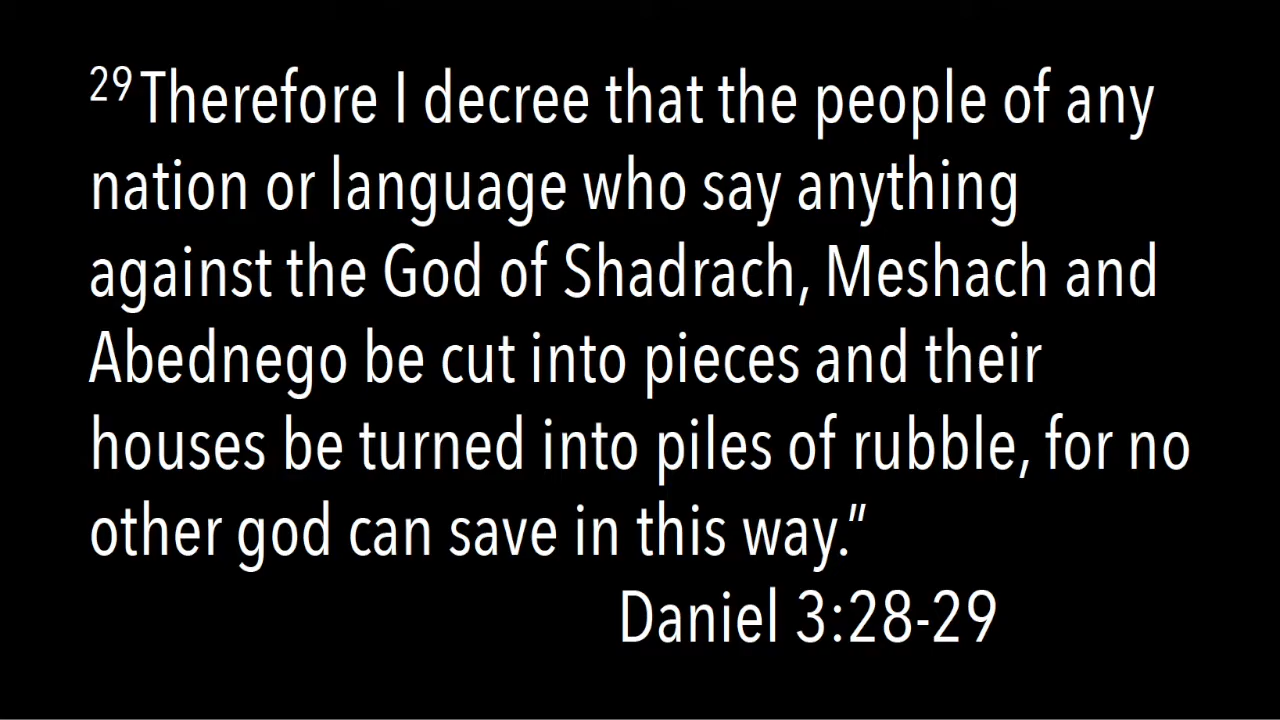 29 Therefore I decree that the people of any
nation or language who say anything
against the God of Shadrach, Meshach and
Abednego be cut into pieces and their
houses be turned into piles of rubble, for no
other god can save in this way.”
Daniel 3:28-29